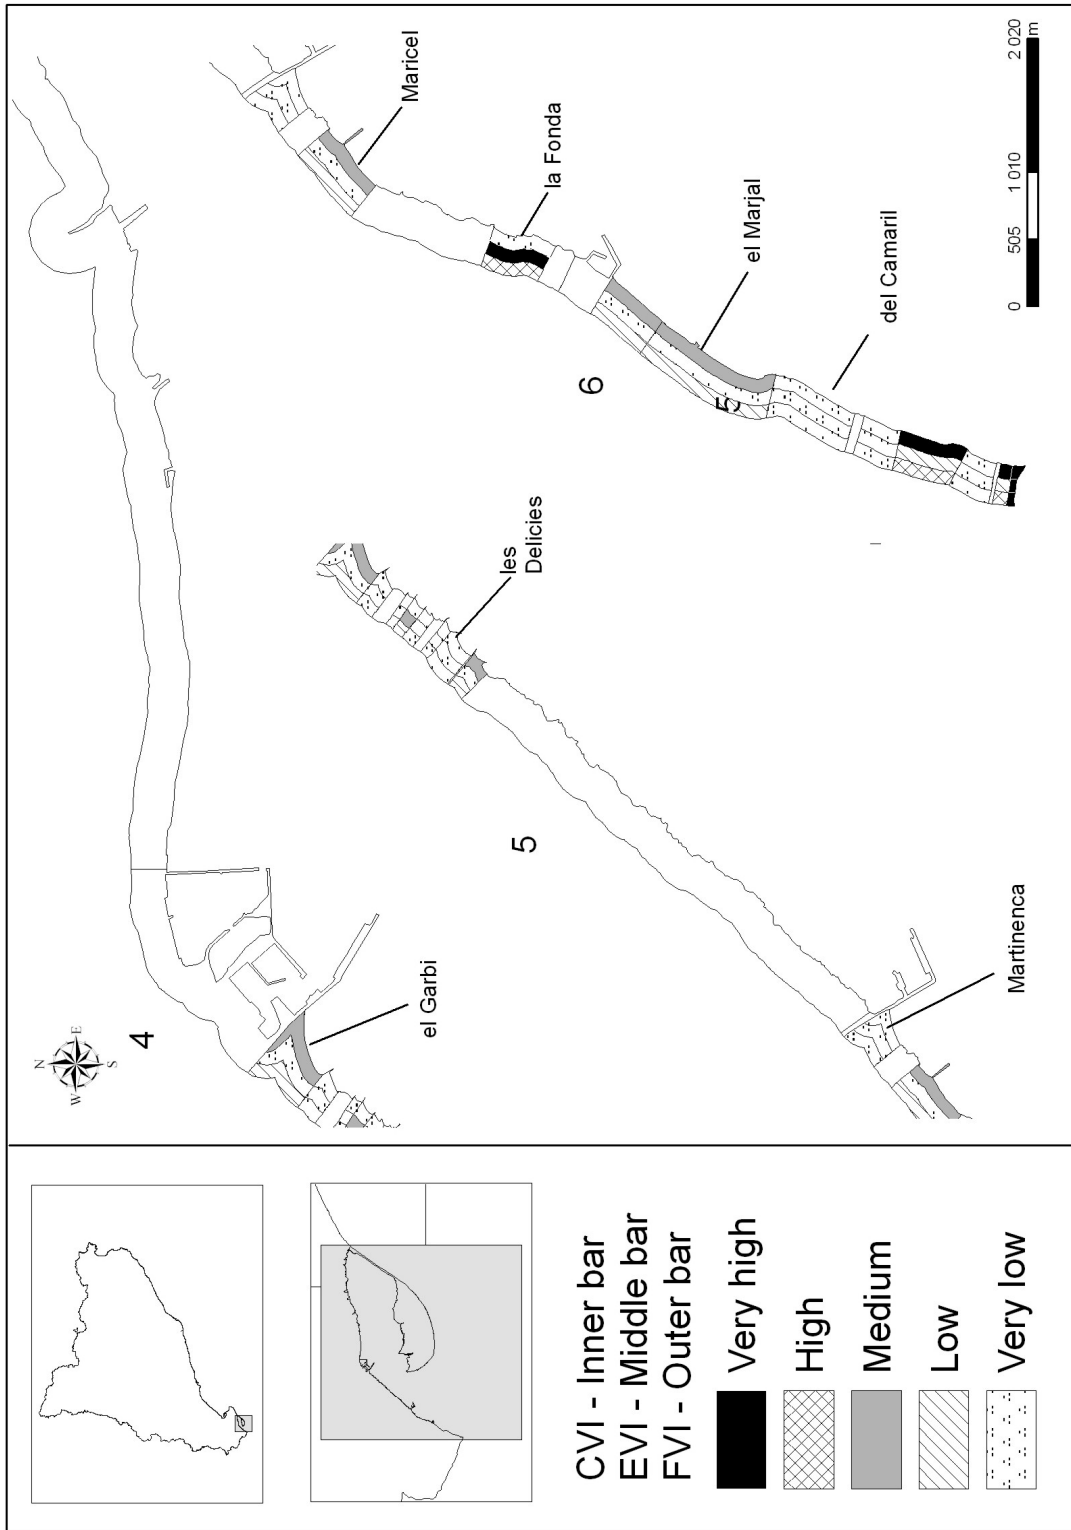 N
E
S
W
4
el Garbi
5
les
Delicies
Martinenca
6
Maricel
la Fonda
el Marjal
5
del Camaril
0
505
1 010
2 020
m
CVI - Inner bar
EVI - Middle bar
FVI - Outer bar
Very high
High
Medium
Low
Very low